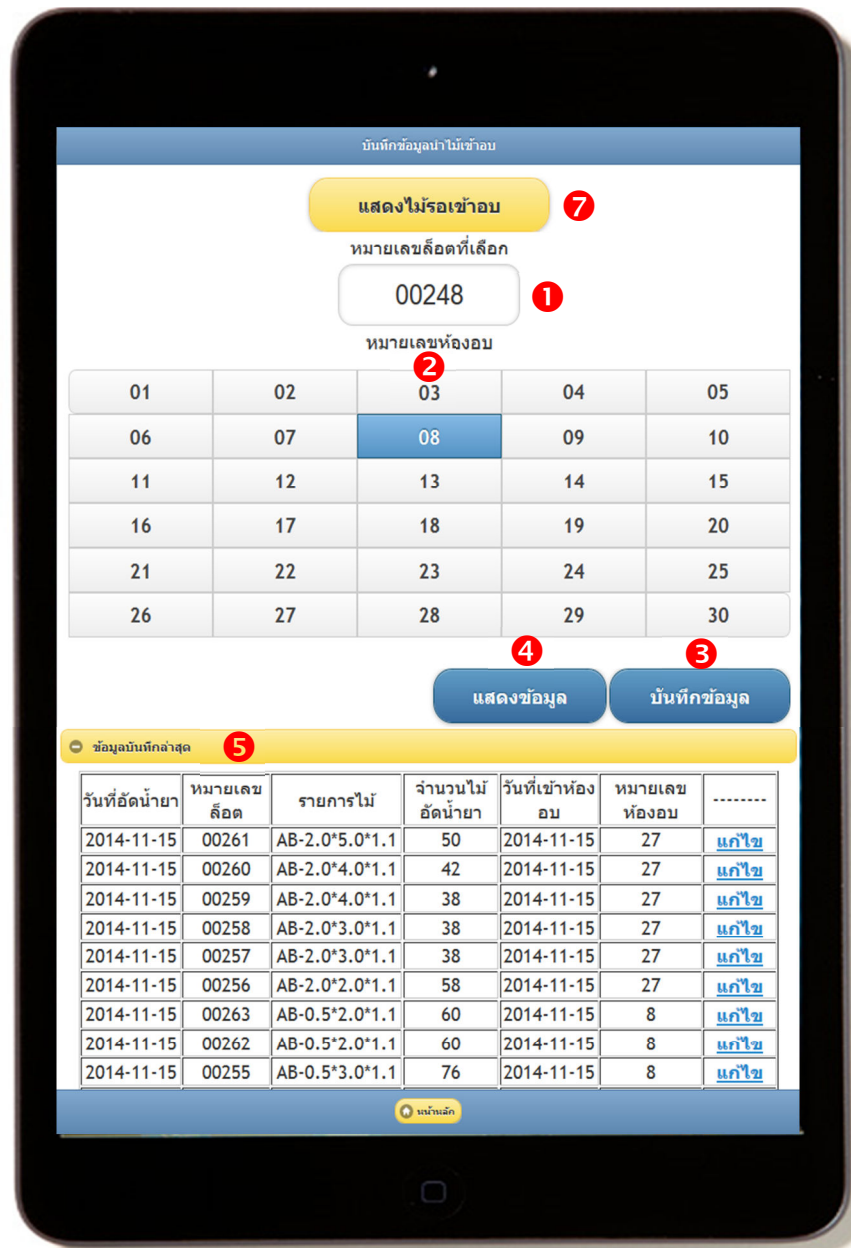 บันทึกข้อมูลนำไม้เข้าอบ
แสดงไม้รอเข้าอบ 7
หมายเลขล็อตที่เลือก
00248 1
หมายเลขห้องอบ
2
01 02 03 04 05
06 07 08 09 10
11 12 13 14 15
16 17 18 19 20
21 22 23 24 25
26 27 28 29 30
4 3
แสดงข้อมูล บันทึกข้อมูล
ข้อมูลบันทึกล่าสุด 5
วันที่อัดน้ำยา หมายเลขล็อต รายการไม้ จำนวนไม้อัดน้ำยา วันที่เข้าห้องอบ หมายเลขห้องอบ --------
2014-11-15 00261 AB-2.0*5.0*1.1 50 2014-11-15 27 แก้ไข
2014-11-15 00260 AB-2.0*4.0*1.1 42 2014-11-15 27 แก้ไข
2014-11-15 00259 AB-2.0*4.0*1.1 38 2014-11-15 27 แก้ไข
2014-11-15 00258 AB-2.0*3.0*1.1 38 2014-11-15 27 แก้ไข
2014-11-15 00257 AB-2.0*3.0*1.1 38 2014-11-15 27 แก้ไข
2014-11-15 00256 AB-2.0*2.0*1.1 58 2014-11-15 27 แก้ไข
2014-11-15 00263 AB-0.5*2.0*1.1 60 2014-11-15 8 แก้ไข
2014-11-15 00262 AB-0.5*2.0*1.1 60 2014-11-15 8 แก้ไข
2014-11-15 00255 AB-0.5*3.0*1.1 76 2014-11-15 8 แก้ไข
หน้าหลัก